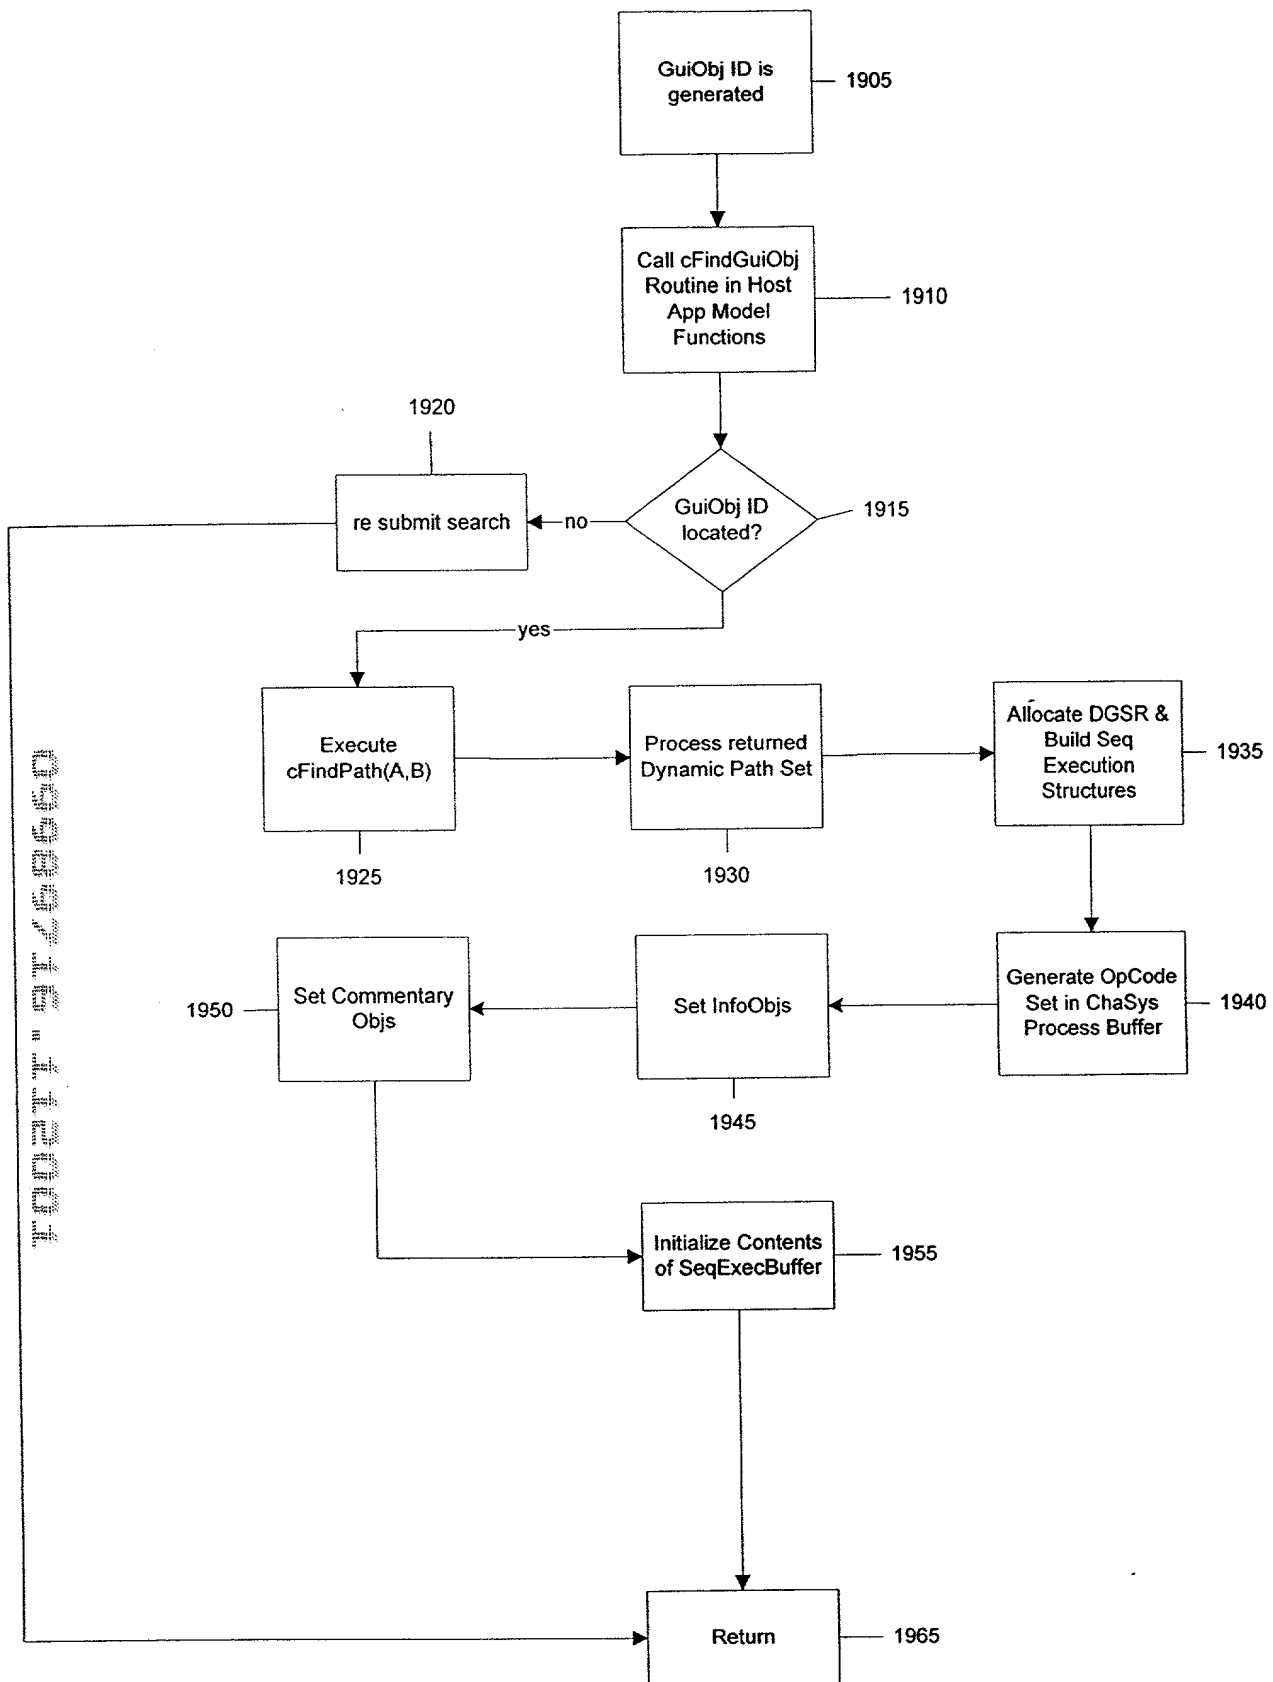 GuiObj ID is
generated
1905
Call cFindGuiObj
Routine in Host
App Model
Functions
1910
1920
re submit search
no
GuiObj ID
located?
1915
yes
Execute
cFindPath(A,B)
1925
Process returned
Dynamic Path Set
1930
Allocate DGSR &
Build Seq
Execution
Structures
1935
1950
Set Commentary
Objs
Set InfoObjs
1945
Generate OpCode
Set in ChaSys
Process Buffer
1940
Initialize Contents
of SeqExecBuffer
1955
Return
1965
09989719.112001